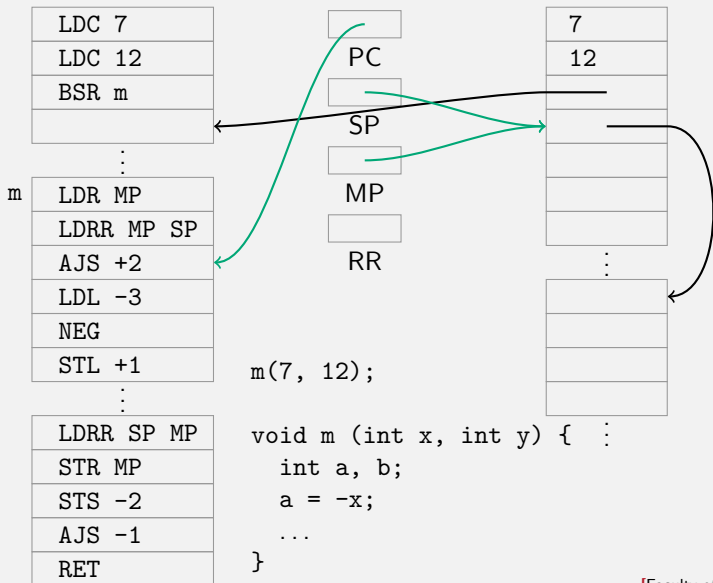 LDC 7
LDC 12
BSR m
⋮
m
LDR MP
LDRR MP SP
AJS +2
LDL -3
NEG
STL +1
⋮
LDRR SP MP
STR MP
STS -2
AJS -1
RET
PC
SP
MP
RR
7
12
⋮
⋮
m(7, 12);
void m (int x, int y) {
int a, b;
a = -x;
...
}